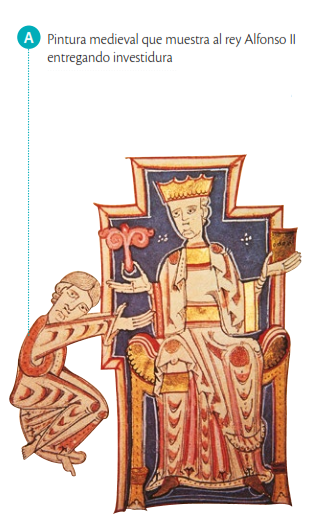 A
Pintura medieval que muestra al rey Alfonso II
entregando investidura